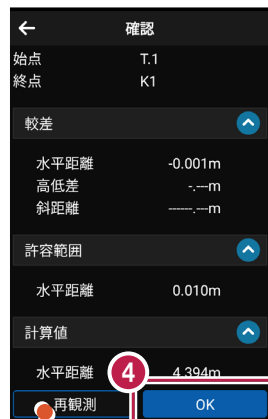 ← 確認
始点 T.1
終点 K1
較差
水平距離 -0.001m
高低差 -.---m
斜距離 ------.---m
許容範囲
水平距離 0.010m
計算値
水平距離 4.394m
4
再観測 OK